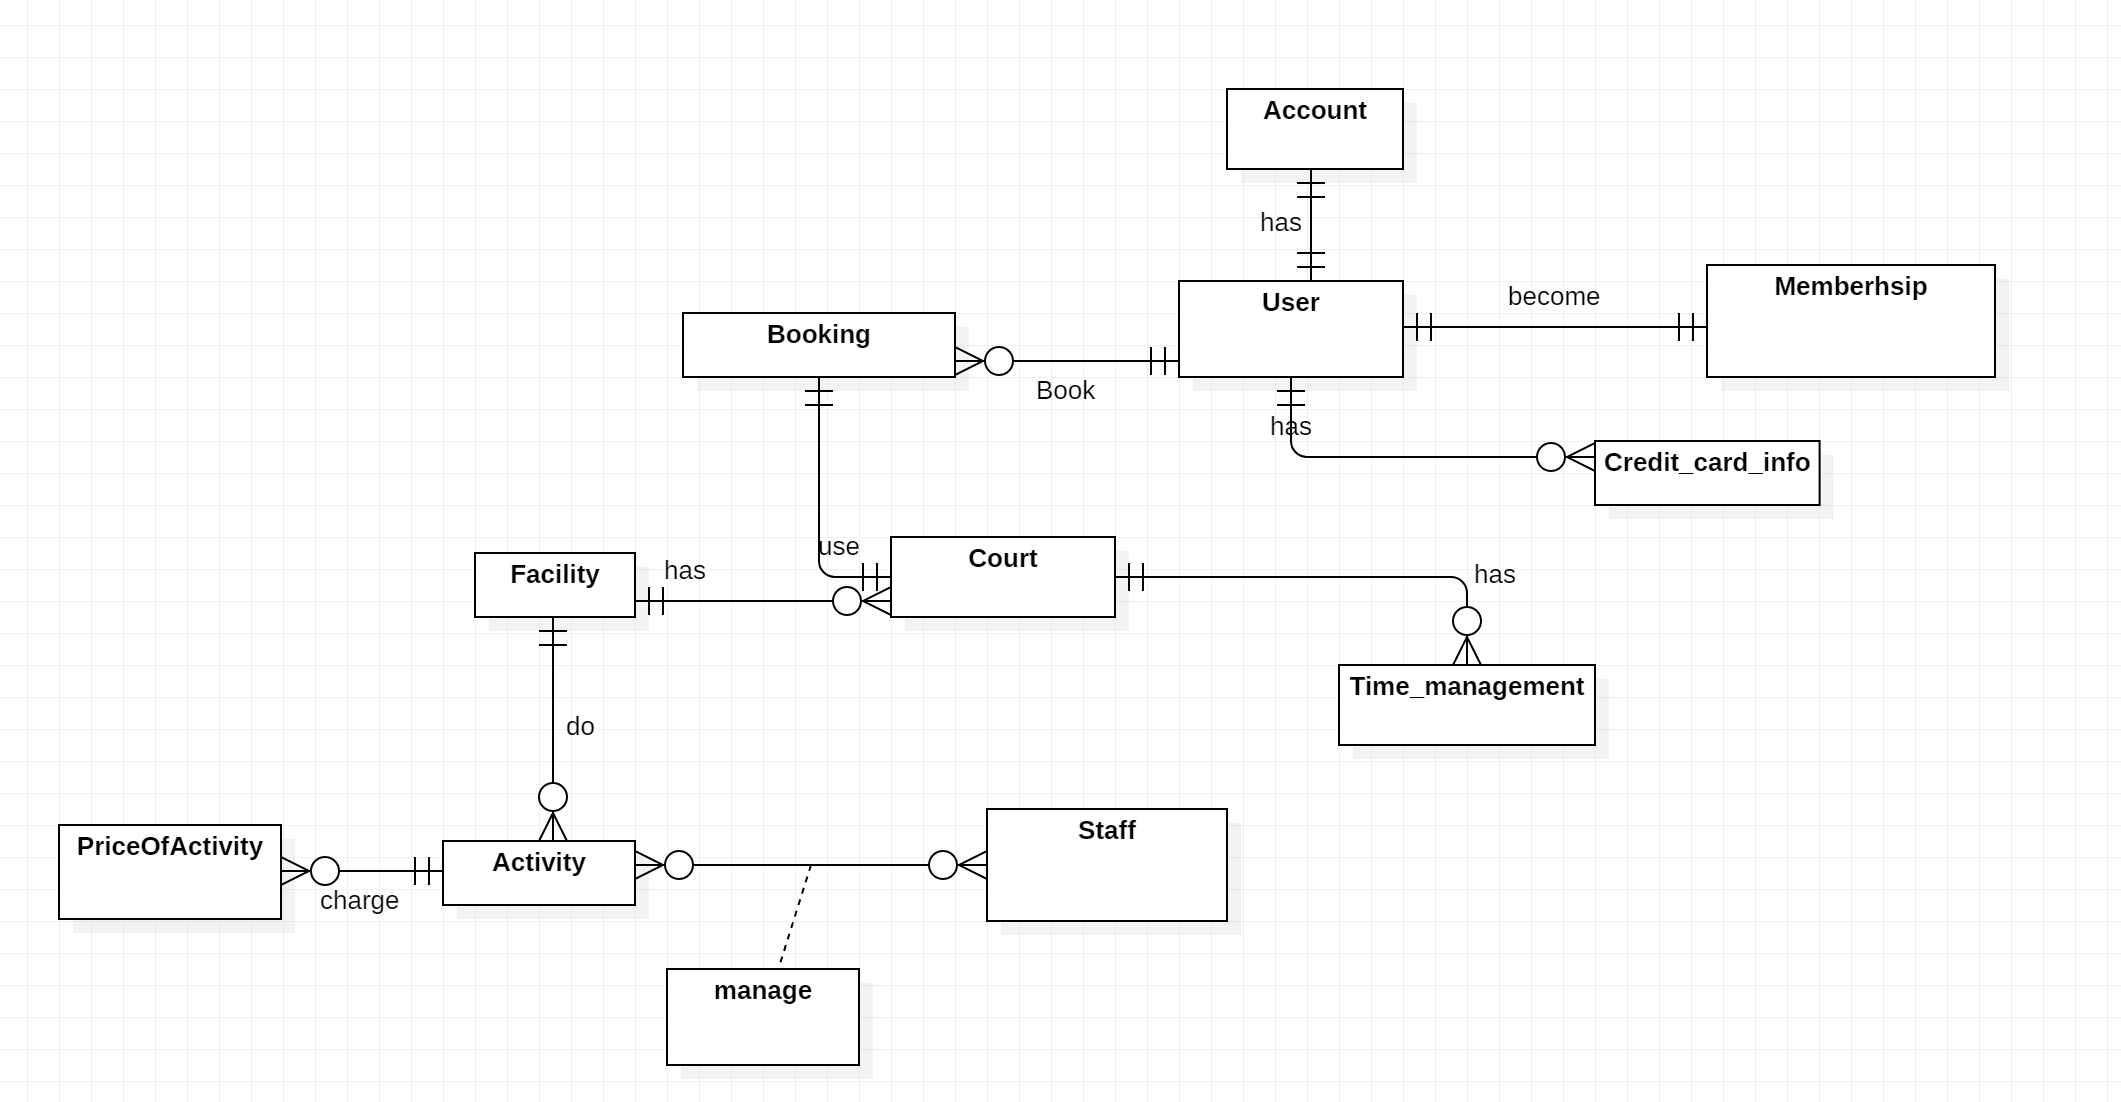 Account
has
User
become
Memberhsip
Booking
Book
has
Credit_card_info
use
Court
Facility
has
has
Time_management
do
PriceOfActivity
charge
Activity
Staff
manage